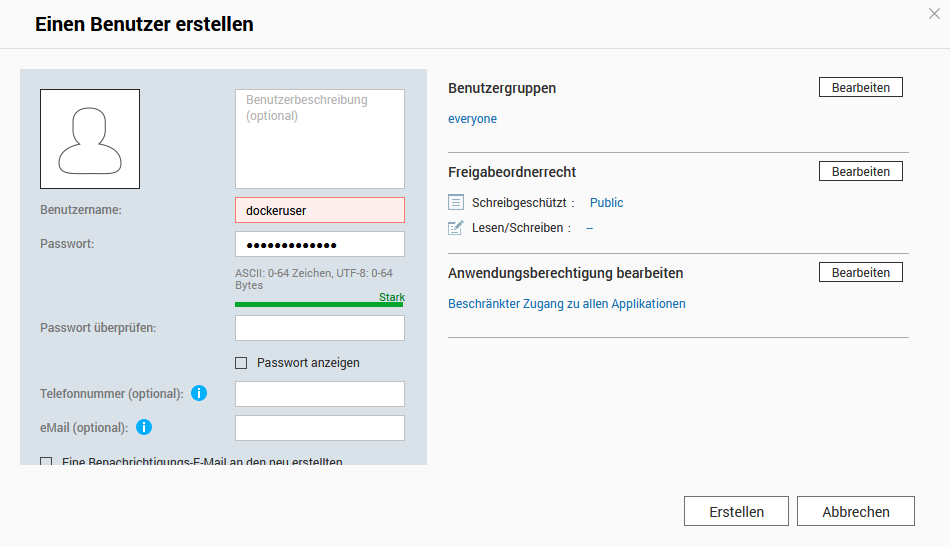 Einen Benutzer erstellen
Benutzerbeschreibung
(optional)
Benutzername:
dockeruser
Passwort:
●●●●●●●●●●●●●
ASCII: 0-64 Zeichen, UTF-8: 0-64
Bytes
Stark
Passwort überprüfen:
Passwort anzeigen
Telefonnummer (optional):
eMail (optional):
Eine Benachrichtigungs-E-Mail an den neu erstellten
Benutzergruppen
Bearbeiten
everyone
Freigabeordnerrecht
Bearbeiten
Schreibgeschützt : Public
Lesen/Schreiben : --
Anwendungsberechtigung bearbeiten
Bearbeiten
Beschränkter Zugang zu allen Applikationen
Erstellen
Abbrechen